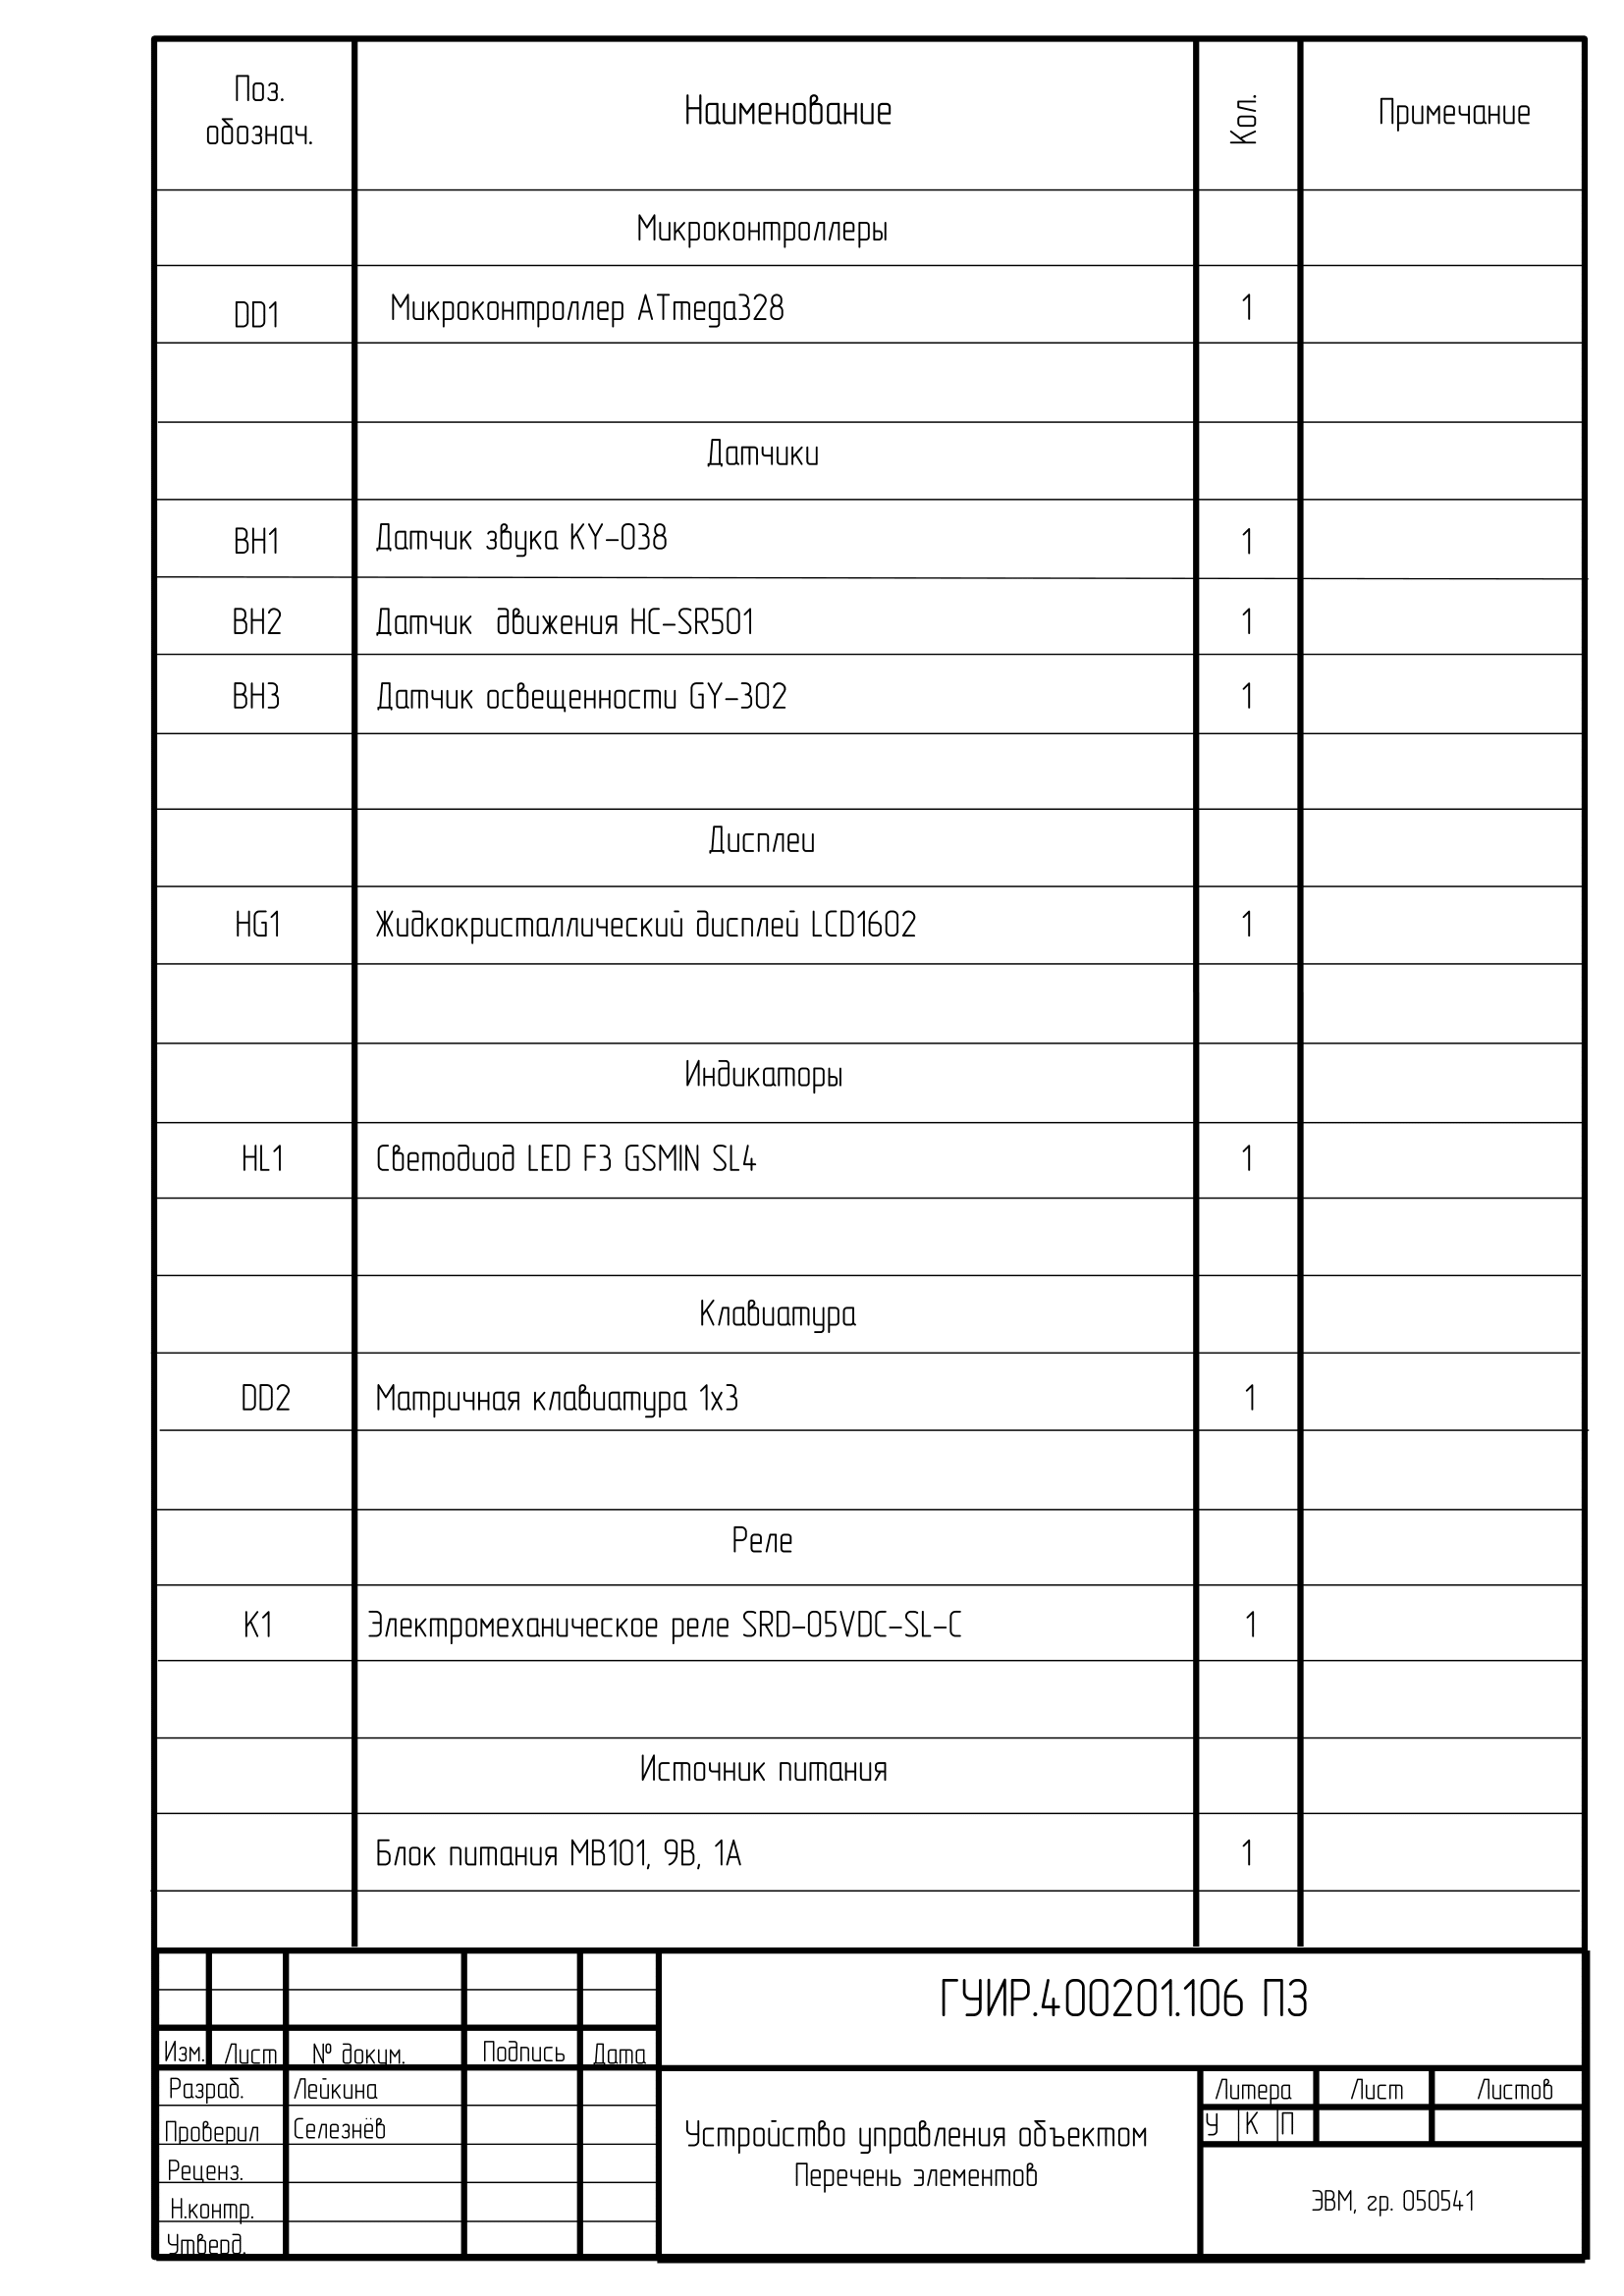 Поз.
обознач.
Наименование
Кол.
Примечание
Микроконтроллеры
DD1 Микроконтроллер ATmega328 1
Датчики
BH1 Датчик звука KY-038 1
BH2 Датчик движения HC-SR501 1
BH3 Датчик освещенности GY-302 1
Дисплеи
HG1 Жидкокристаллический дисплей LCD1602 1
Индикаторы
HL1 Светодиод LED F3 GSMIN SL4 1
Клавиатура
DD2 Матричная клавиатура 1x3 1
Реле
K1 Электромеханическое реле SRD-05VDC-SL-C 1
Источник питания
Блок питания MB101, 9В, 1А 1
ГУИР.400201.106 ПЗ
Изм. Лист № докум. Подпись Дата
Разраб. Лейкина
Проверил Селезнёв
Реценз.
Н.контр.
Утверд.
Устройство управления объектом
Перечень элементов
Литера Лист Листов
У К П
ЭВМ, гр. 050541